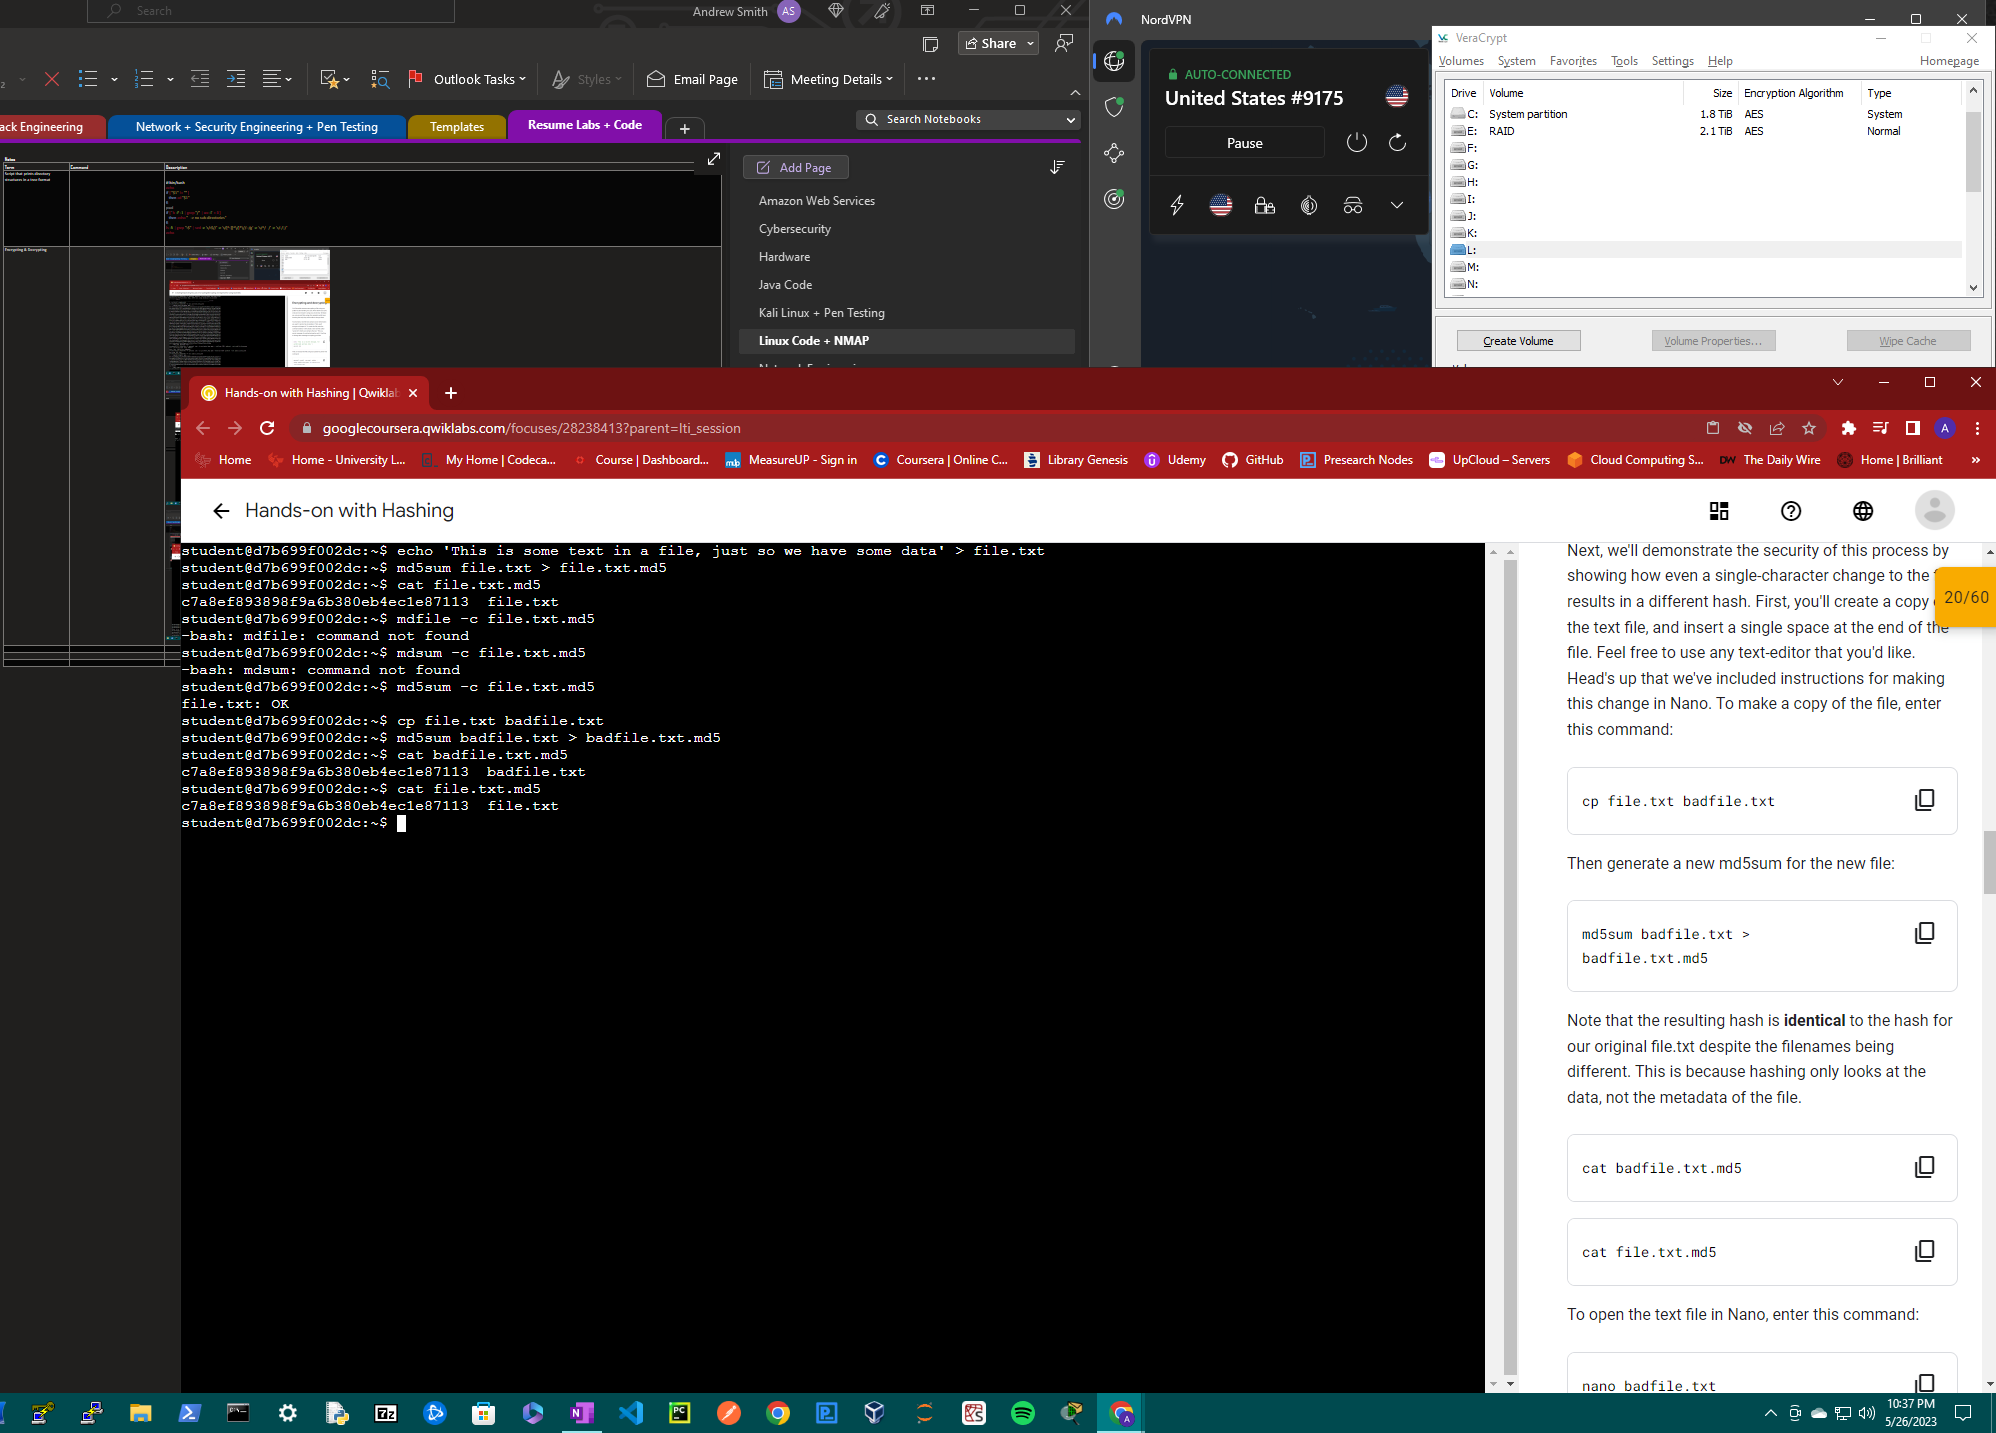 Search
Andrew Smith AS
Share
Outlook Tasks
Styles
Email Page
Meeting Details
ack Engineering
Network + Security Engineering + Pen Testing
Templates
Resume Labs + Code
Search Notebooks
Notes
Term
Command
Description
Script that prints directory
structures in a tree format
Encrypting & Decrypting
Add Page
Amazon Web Services
Cybersecurity
Hardware
Java Code
Kali Linux + Pen Testing
Linux Code + NMAP
NordVPN
AUTO-CONNECTED
United States #9175
Pause
VeraCrypt
Volumes System Favorites Tools Settings Help Homepage
Drive Volume Size Encryption Algorithm Type
C: System partition 1.8 TiB AES System
E: RAID 2.1 TiB AES Normal
F:
G:
H:
I:
J:
K:
L:
M:
N:
Create Volume
Volume Properties...
Wipe Cache
Hands-on with Hashing | Qwiklab
googlecoursera.qwiklabs.com/focuses/28238413?parent=lti_session
A
Home
Home - University L...
My Home | Codeca...
Course | Dashboard...
MeasureUP - Sign in
Coursera | Online C...
Library Genesis
Udemy
GitHub
Presearch Nodes
UpCloud – Servers
Cloud Computing S...
The Daily Wire
Home | Brilliant
»
Hands-on with Hashing
student@d7b699f002dc:~$ echo 'This is some text in a file, just so we have some data' > file.txt
student@d7b699f002dc:~$ md5sum file.txt > file.txt.md5
student@d7b699f002dc:~$ cat file.txt.md5
c7a8ef893898f9a6b380eb4ec1e87113  file.txt
student@d7b699f002dc:~$ mdfile -c file.txt.md5
-bash: mdfile: command not found
student@d7b699f002dc:~$ mdsum -c file.txt.md5
-bash: mdsum: command not found
student@d7b699f002dc:~$ md5sum -c file.txt.md5
file.txt: OK
student@d7b699f002dc:~$ cp file.txt badfile.txt
student@d7b699f002dc:~$ md5sum badfile.txt > badfile.txt.md5
student@d7b699f002dc:~$ cat badfile.txt.md5
c7a8ef893898f9a6b380eb4ec1e87113  badfile.txt
student@d7b699f002dc:~$ cat file.txt.md5
c7a8ef893898f9a6b380eb4ec1e87113  file.txt
student@d7b699f002dc:~$
Next, we'll demonstrate the security of this process by
showing how even a single-character change to the
results in a different hash. First, you'll create a copy
the text file, and insert a single space at the end of the
file. Feel free to use any text-editor that you'd like.
Head's up that we've included instructions for making
this change in Nano. To make a copy of the file, enter
this command:
20/60
cp file.txt badfile.txt
Then generate a new md5sum for the new file:
md5sum badfile.txt >
badfile.txt.md5
Note that the resulting hash is identical to the hash for
our original file.txt despite the filenames being
different. This is because hashing only looks at the
data, not the metadata of the file.
cat badfile.txt.md5
cat file.txt.md5
To open the text file in Nano, enter this command:
nano badfile.txt
10:37 PM
5/26/2023